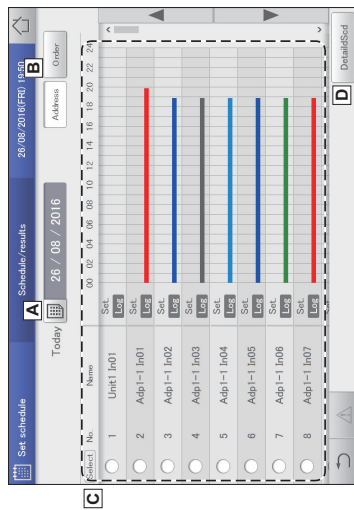 Set schedule Schedule/results 26/08/2016(FRI) 19:50
A B
Today 26 / 08 / 2016 Address Order
C
Select No. Name 00 02 04 06 08 10 12 14 16 18 20 22 24
1 Unit1 In01 Set. Log
2 Adp1-1 In01 Set. Log
3 Adp1-1 In02 Set. Log
4 Adp1-1 In03 Set. Log
5 Adp1-1 In04 Set. Log
6 Adp1-1 In05 Set. Log
7 Adp1-1 In06 Set. Log
8 Adp1-1 In07 Set. Log
D
DetaildScd